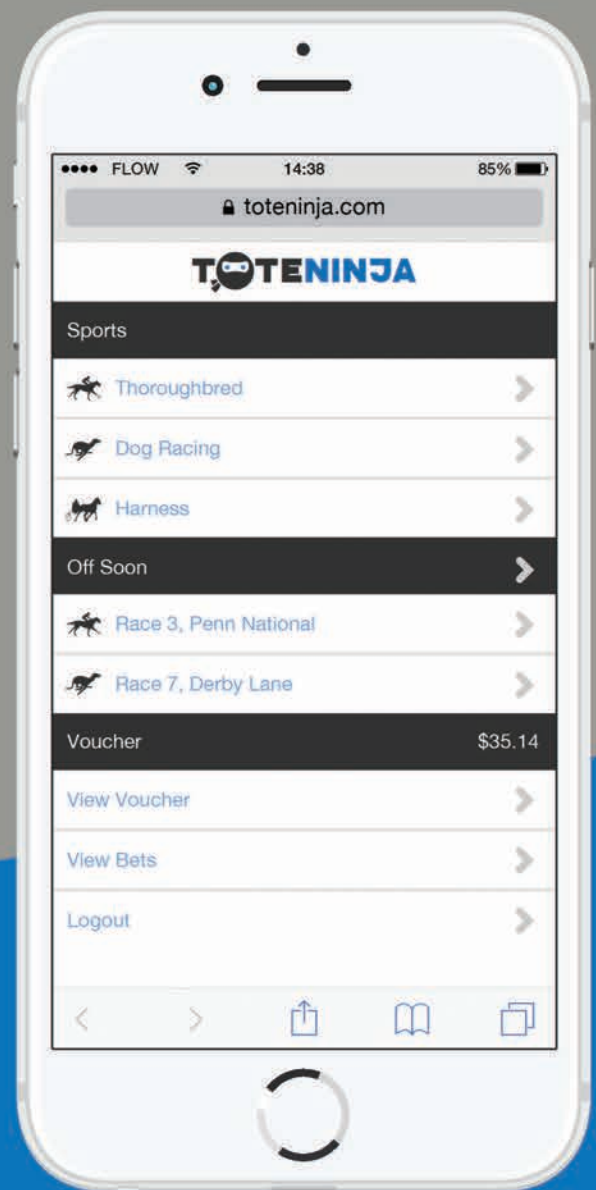 FLOW 14:38 85%
toteninja.com
TOTENINJA
Sports
Thoroughbred
Dog Racing
Harness
Off Soon
Race 3, Penn National
Race 7, Derby Lane
Voucher $35.14
View Voucher
View Bets
Logout